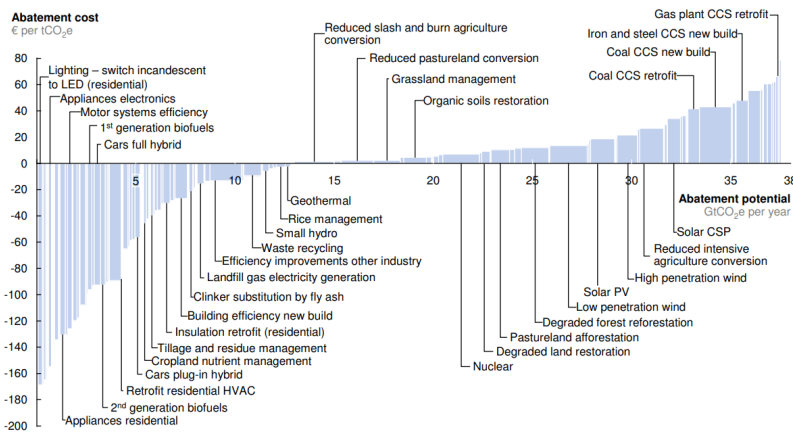 Abatement cost
€ per tCO2e
Gas plant CCS retrofit
Reduced slash and burn agriculture
conversion
Iron and steel CCS new build
Coal CCS new build
Reduced pastureland conversion
80
60
40
20
0
-20
-40
-60
-80
-100
-120
-140
-160
-180
-200
Lighting – switch incandescent
to LED (residential)
Grassland management
Coal CCS retrofit
Appliances electronics
Organic soils restoration
Motor systems efficiency
1st generation biofuels
Cars full hybrid
5
10
15
20
25
30
35
38
Abatement potential
GtCO2e per year
Geothermal
Rice management
Small hydro
Solar CSP
Waste recycling
Reduced intensive
agriculture conversion
Efficiency improvements other industry
Landfill gas electricity generation
High penetration wind
Solar PV
Clinker substitution by fly ash
Low penetration wind
Building efficiency new build
Degraded forest reforestation
Insulation retrofit (residential)
Pastureland afforestation
Tillage and residue management
Degraded land restoration
Cropland nutrient management
Nuclear
Cars plug-in hybrid
Retrofit residential HVAC
2nd generation biofuels
Appliances residential